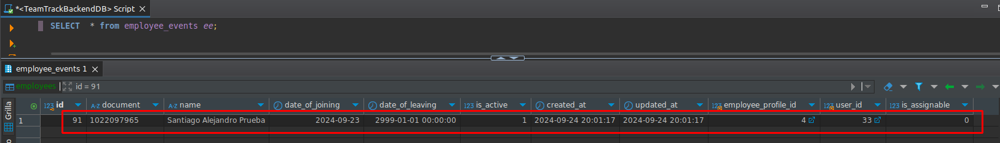 *<TeamTrackBackendDB> Script
SELECT * from employee_events ee;
employee_events 1
employees id = 91
Grilla
id document name date_of_joining date_of_leaving is_active created_at updated_at employee_profile_id user_id is_assignable
1 91 1022097965 Santiago Alejandro Prueba 2024-09-23 2999-01-01 00:00:00 1 2024-09-24 20:01:17 2024-09-24 20:01:17 4 33 0